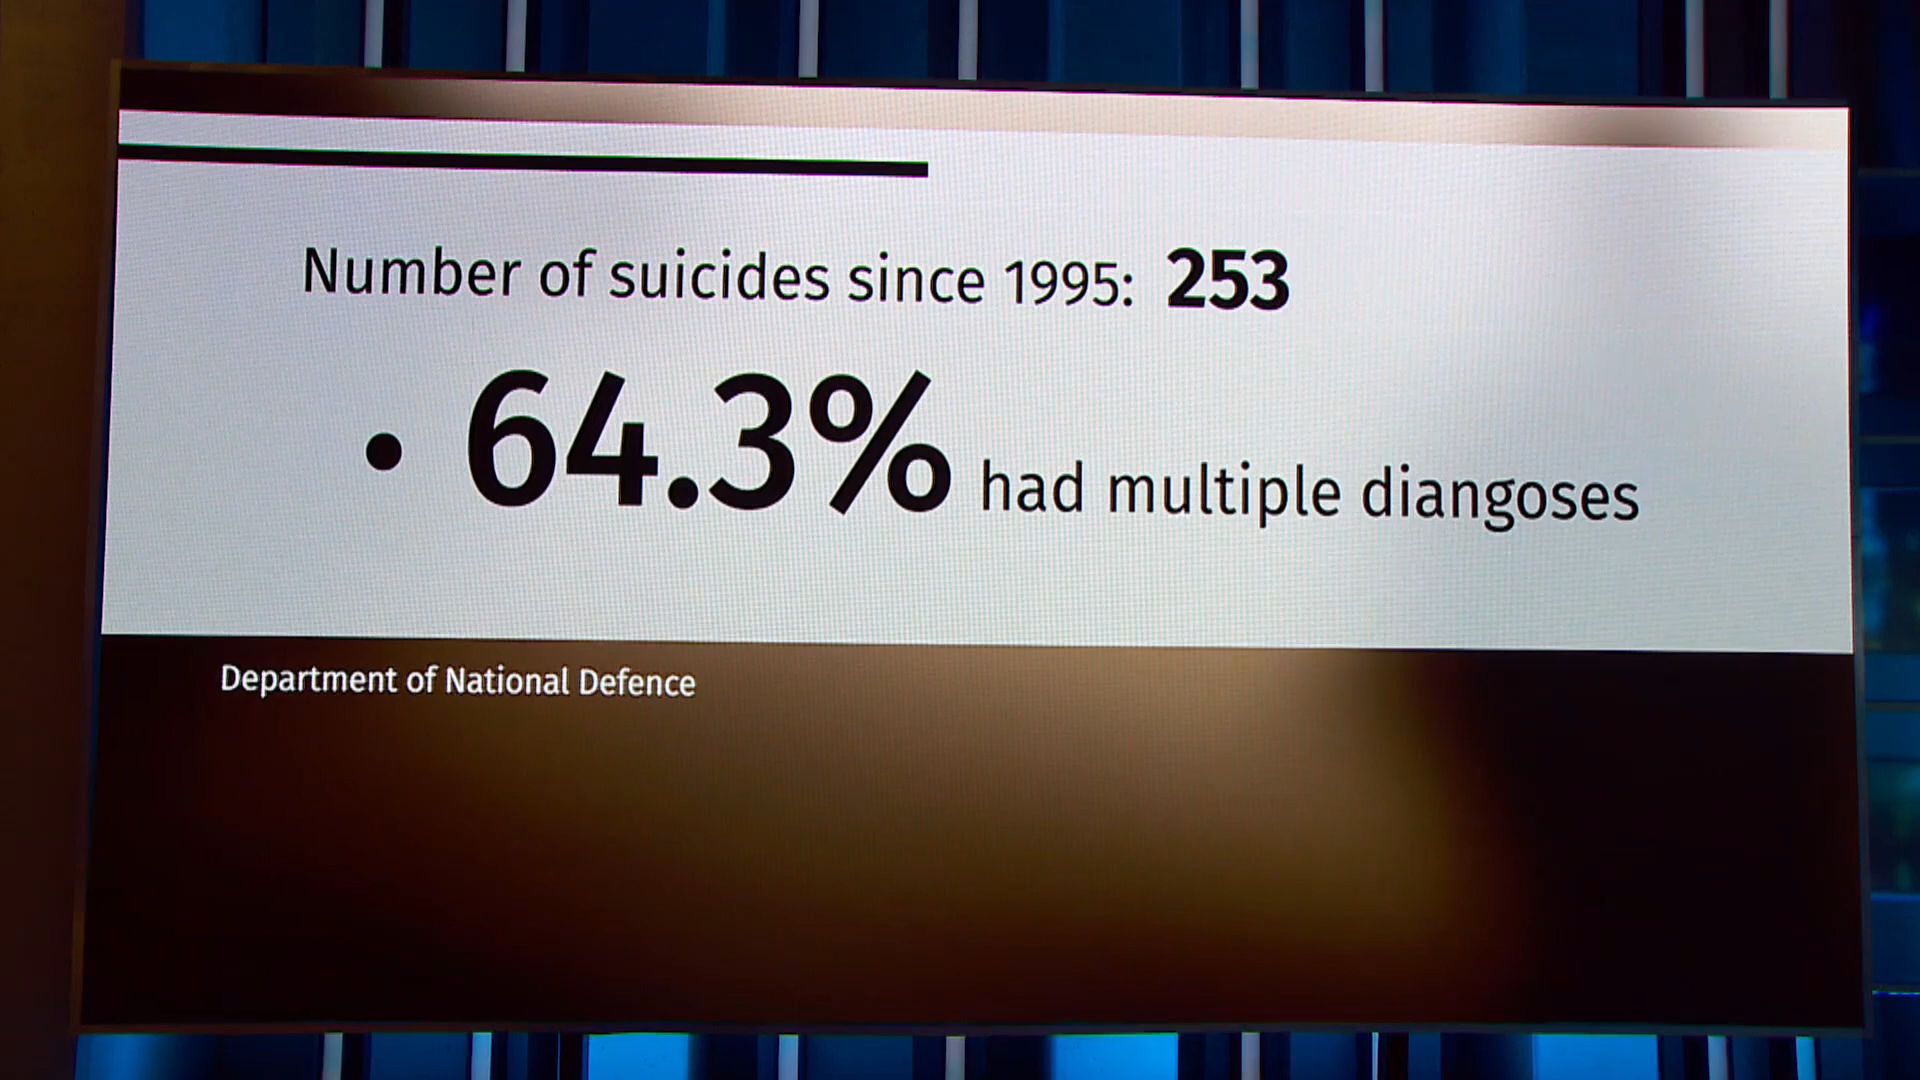 Number of suicides since 1995: 253
• 64.3% had multiple diangoses
Department of National Defence